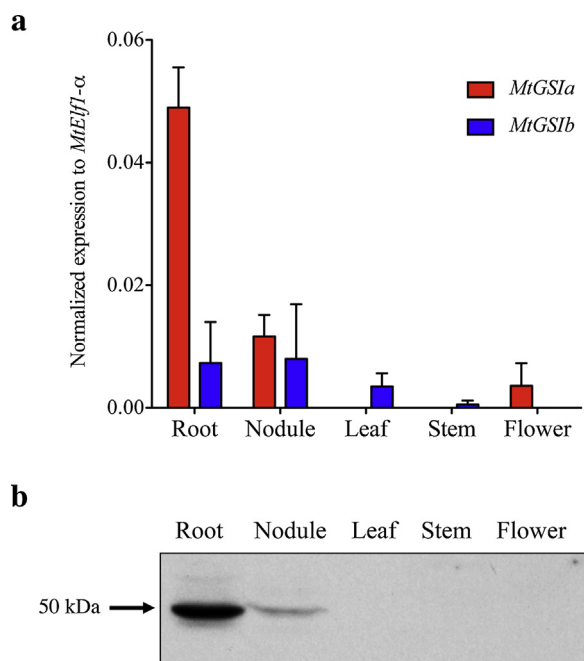 a
0.06
0.04
0.02
0.00
Normalized expression to MtElf1-α
MtGSIa
MtGSIb
Root Nodule Leaf Stem Flower
b
Root Nodule Leaf Stem Flower
50 kDa